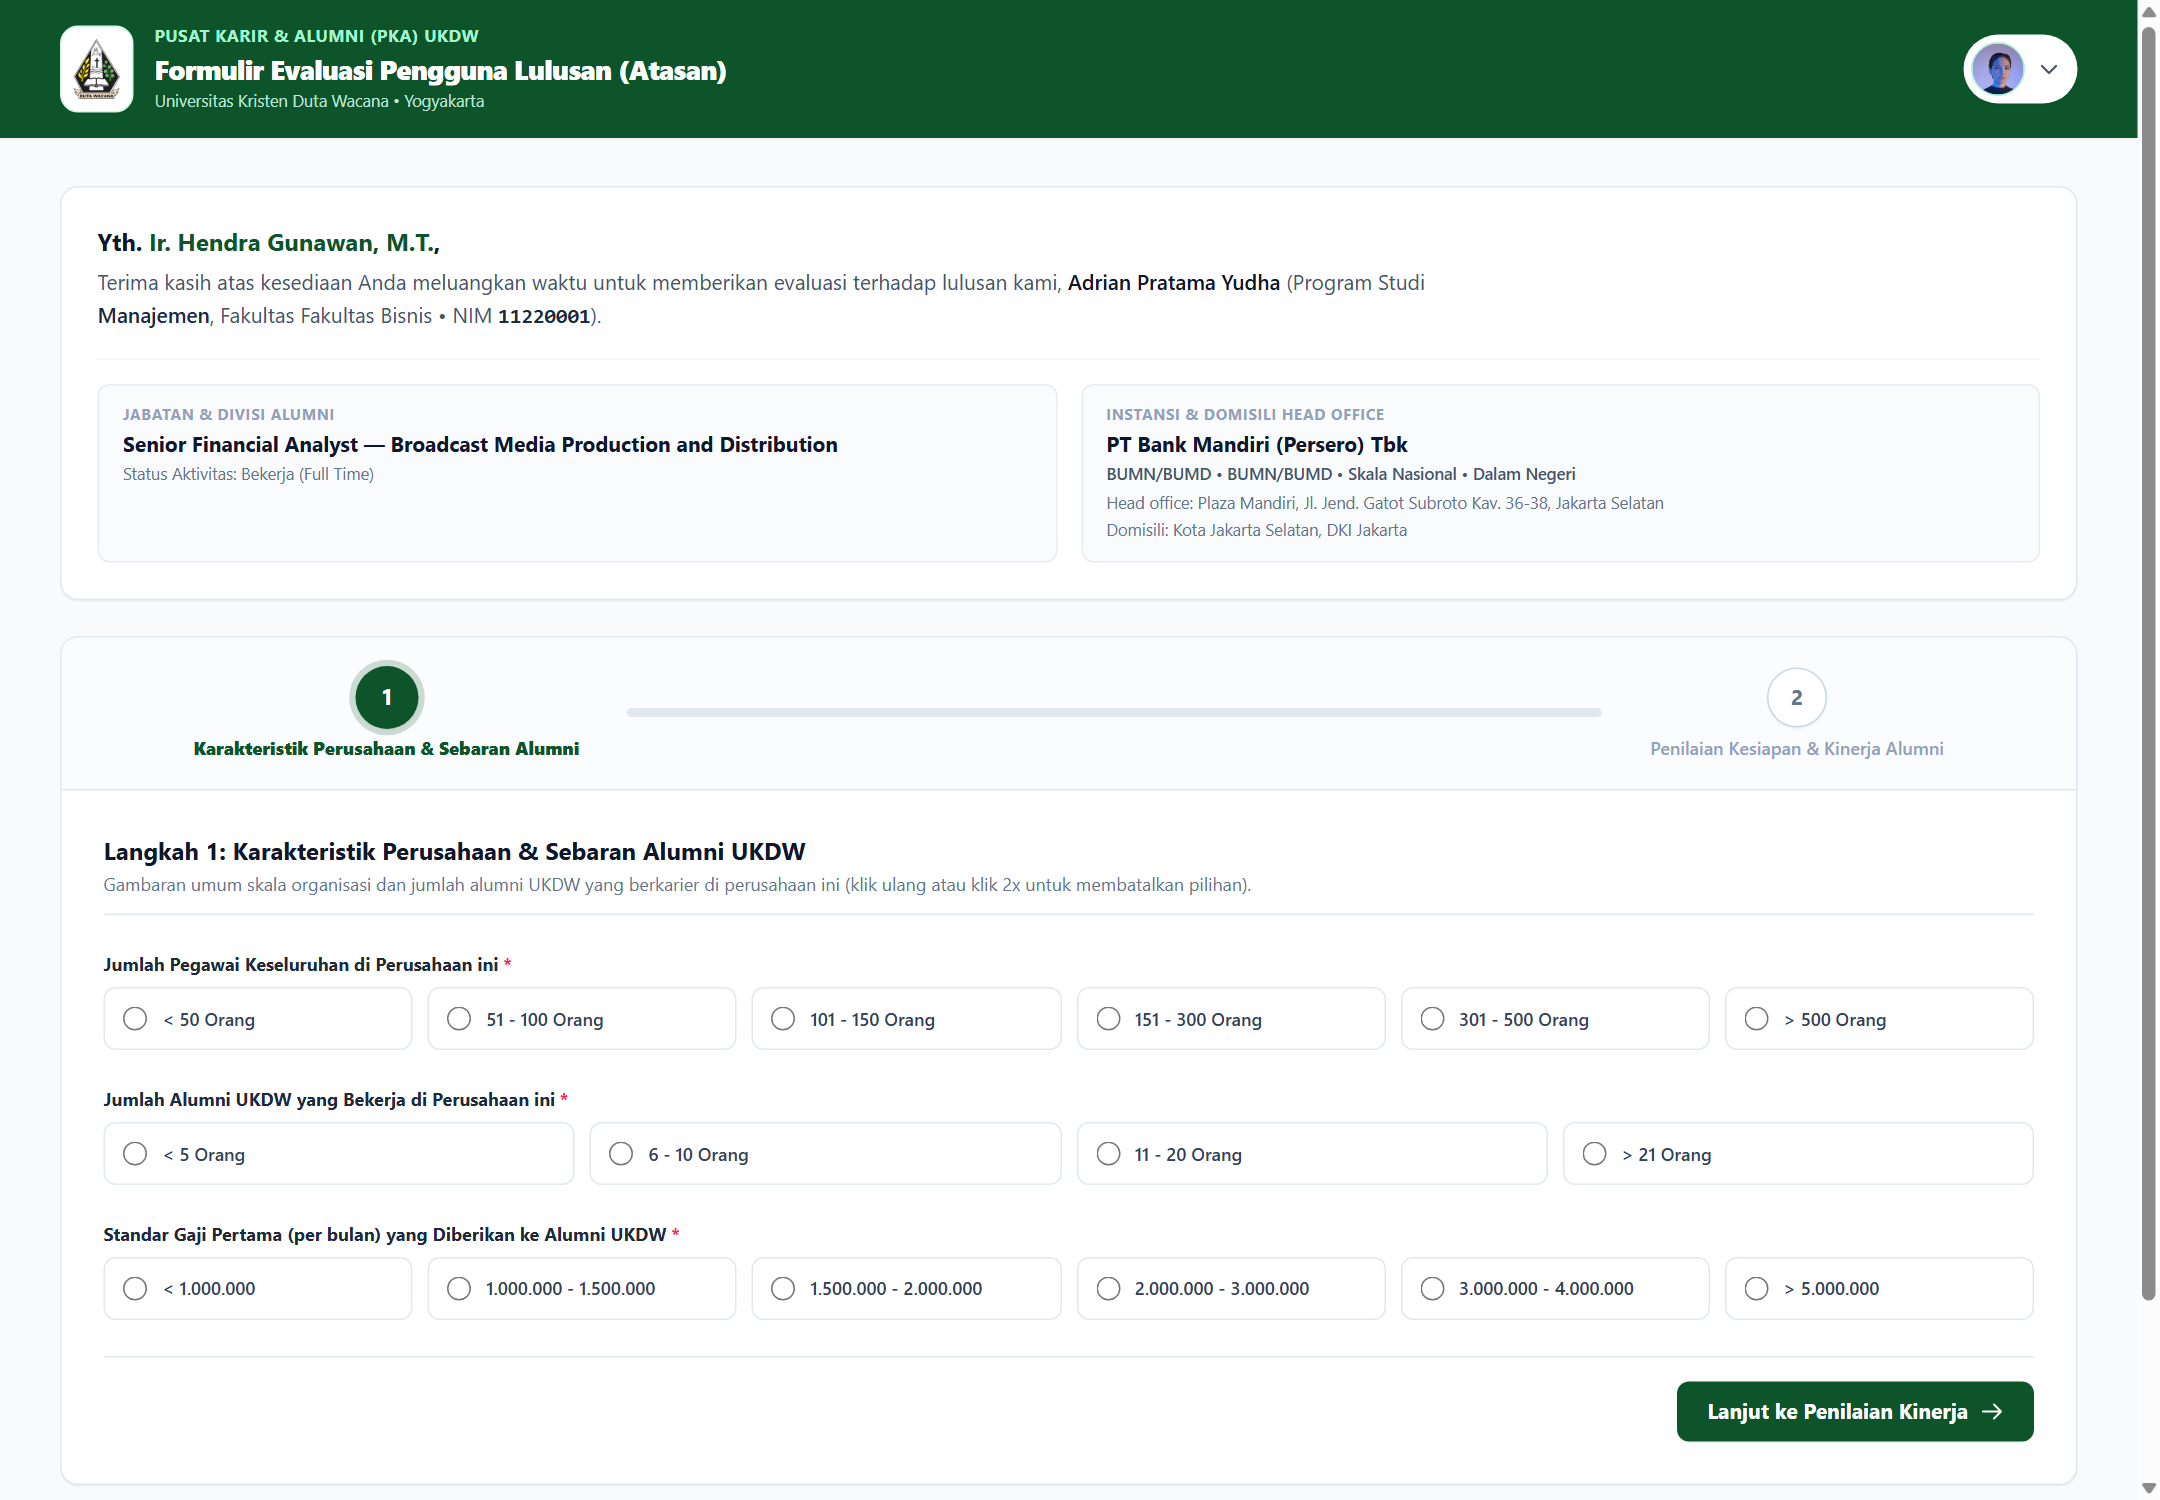 PUSAT KARIR & ALUMNI (PKA) UKDW
Formulir Evaluasi Pengguna Lulusan (Atasan)
Universitas Kristen Duta Wacana • Yogyakarta
DUTA WACANA
Yth. Ir. Hendra Gunawan, M.T.,
Terima kasih atas kesediaan Anda meluangkan waktu untuk memberikan evaluasi terhadap lulusan kami, Adrian Pratama Yudha (Program Studi
Manajemen, Fakultas Fakultas Bisnis • NIM 11220001).
JABATAN & DIVISI ALUMNI
Senior Financial Analyst — Broadcast Media Production and Distribution
Status Aktivitas: Bekerja (Full Time)
INSTANSI & DOMISILI HEAD OFFICE
PT Bank Mandiri (Persero) Tbk
BUMN/BUMD • BUMN/BUMD • Skala Nasional • Dalam Negeri
Head office: Plaza Mandiri, Jl. Jend. Gatot Subroto Kav. 36-38, Jakarta Selatan
Domisili: Kota Jakarta Selatan, DKI Jakarta
1
Karakteristik Perusahaan & Sebaran Alumni
2
Penilaian Kesiapan & Kinerja Alumni
Langkah 1: Karakteristik Perusahaan & Sebaran Alumni UKDW
Gambaran umum skala organisasi dan jumlah alumni UKDW yang berkarier di perusahaan ini (klik ulang atau klik 2x untuk membatalkan pilihan).
Jumlah Pegawai Keseluruhan di Perusahaan ini *
< 50 Orang
51 - 100 Orang
101 - 150 Orang
151 - 300 Orang
301 - 500 Orang
> 500 Orang
Jumlah Alumni UKDW yang Bekerja di Perusahaan ini *
< 5 Orang
6 - 10 Orang
11 - 20 Orang
> 21 Orang
Standar Gaji Pertama (per bulan) yang Diberikan ke Alumni UKDW *
< 1.000.000
1.000.000 - 1.500.000
1.500.000 - 2.000.000
2.000.000 - 3.000.000
3.000.000 - 4.000.000
> 5.000.000
Lanjut ke Penilaian Kinerja →